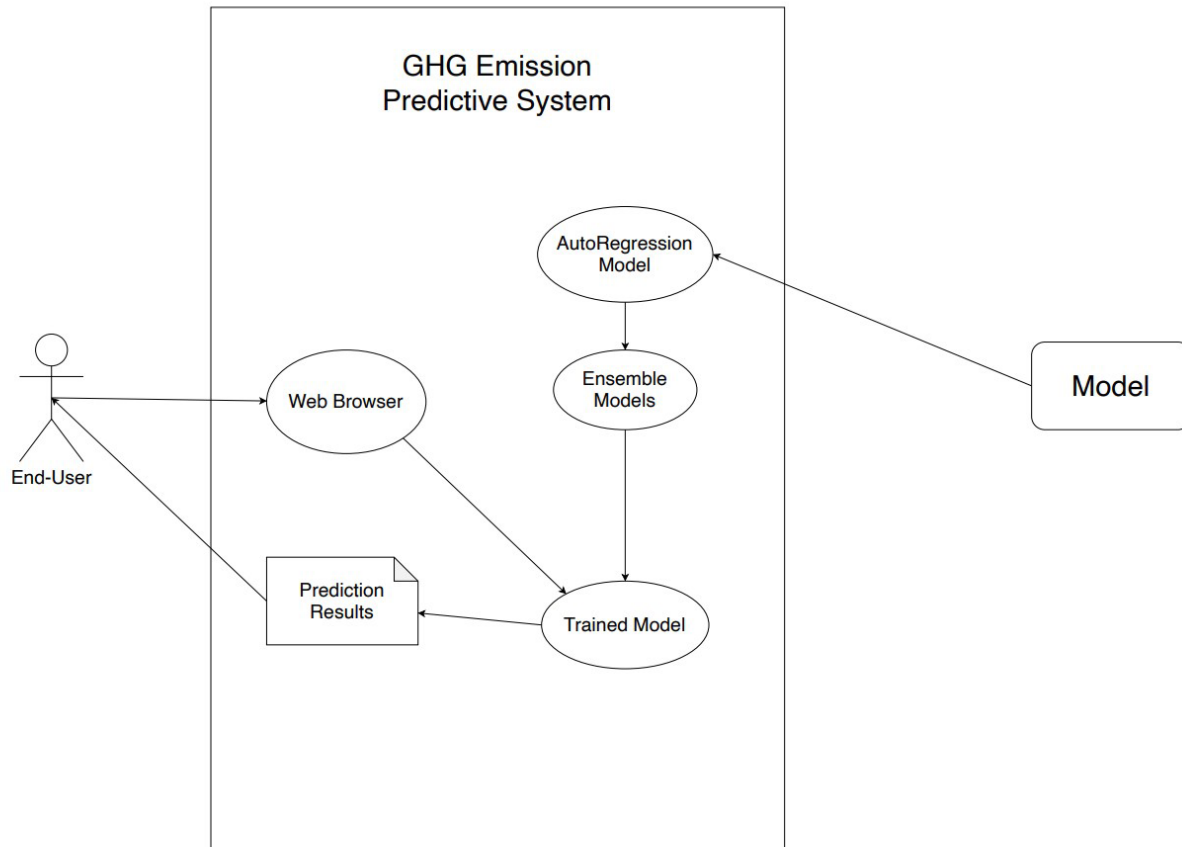 GHG Emission
Predictive System
AutoRegression
Model
Ensemble
Models
Model
Web Browser
End-User
Prediction
Results
Trained Model